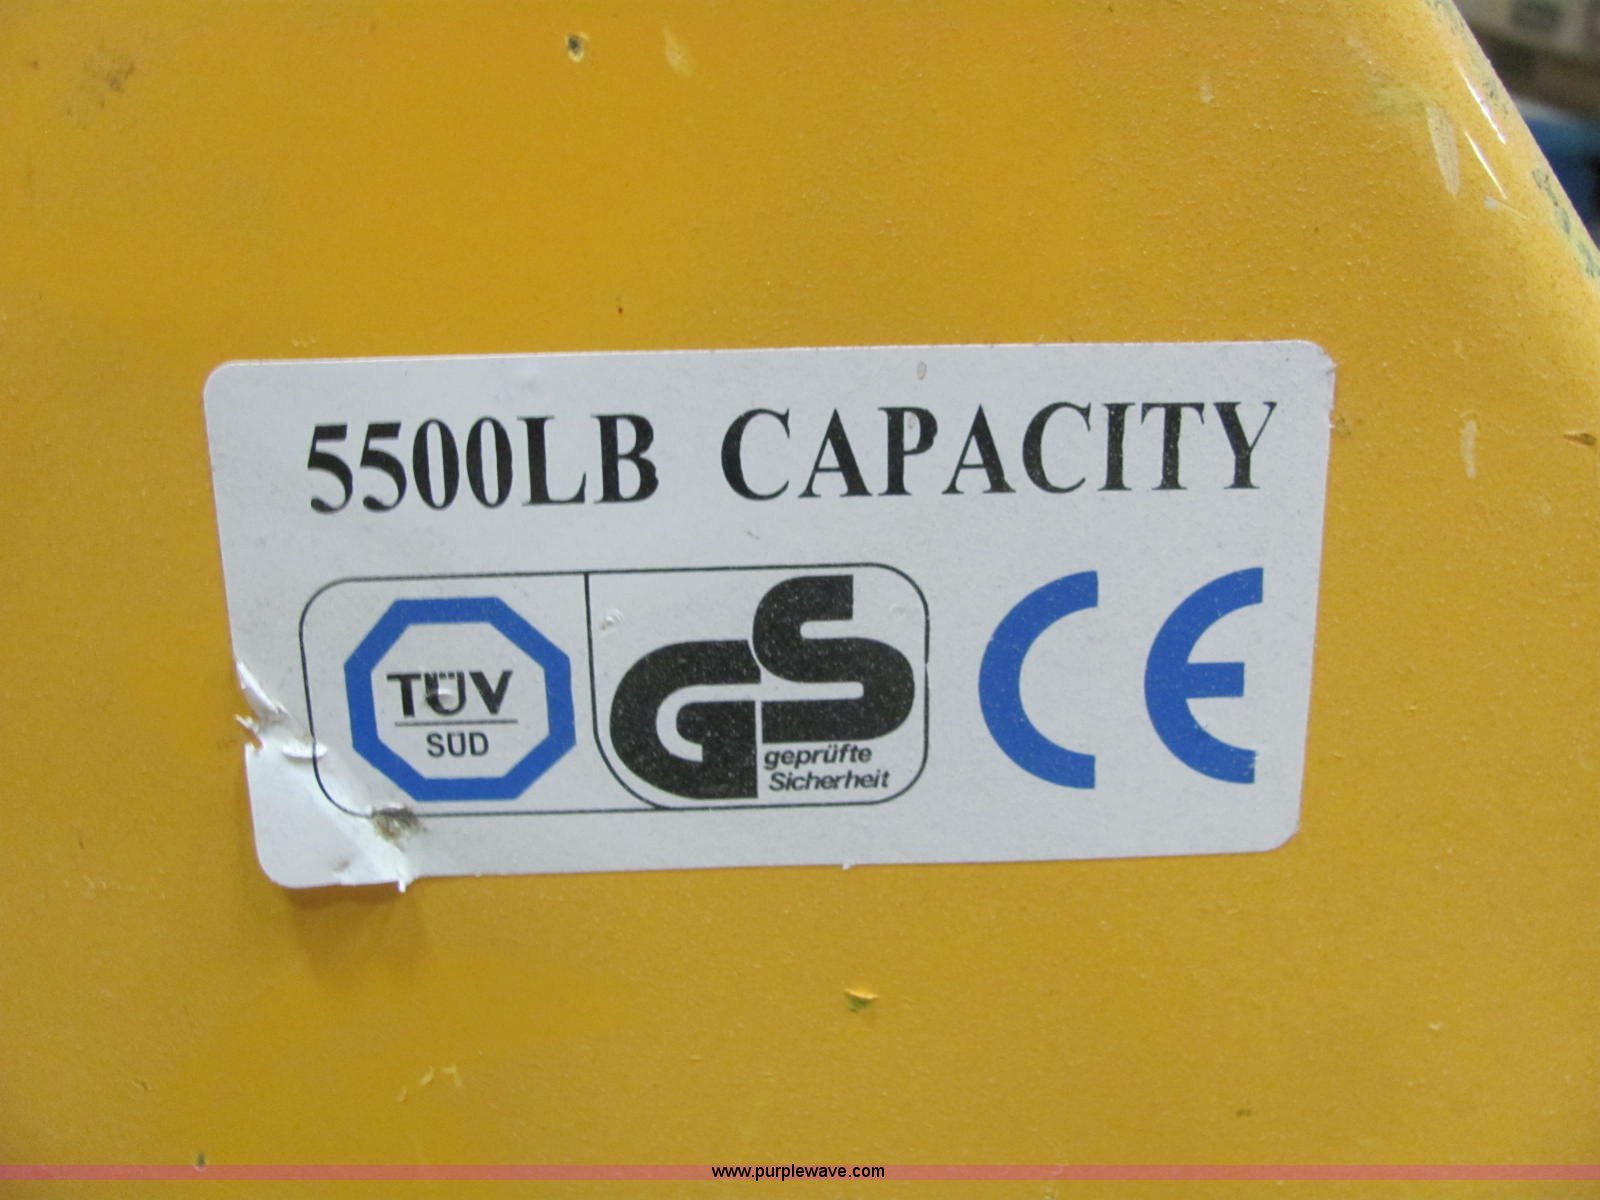 5500LB CAPACITY
TÜV
SÜD
GS
geprüfte
Sicherheit
CE
www.purplewave.com